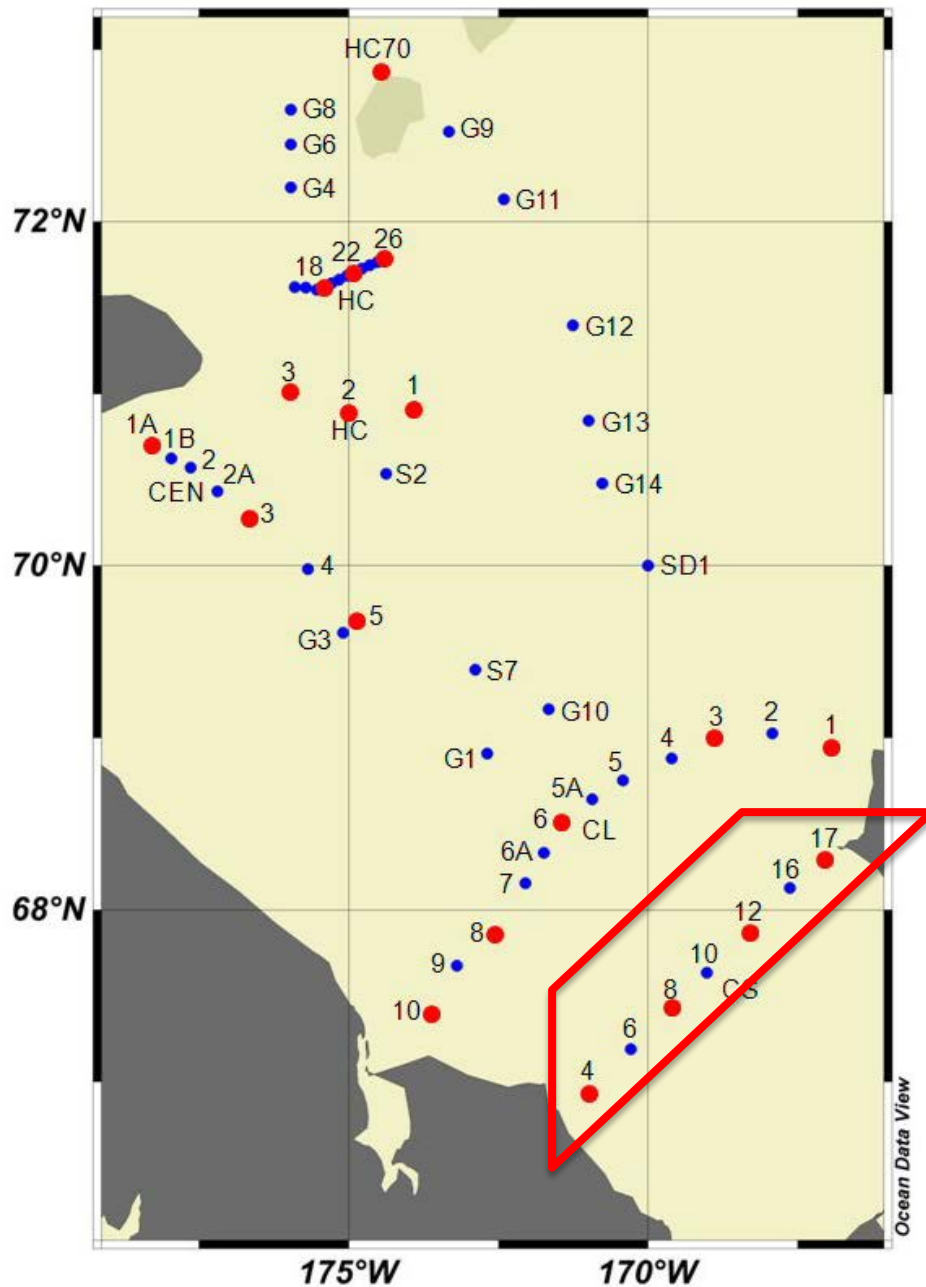 HC70
G8
G9
G6
G4
G11
72°N
26
22
18
HC
G12
3
2
1
HC
G13
1A
1B
2
S2
2A
CEN
G14
3
4
SD1
70°N
5
G3
S7
G10
3
2
1
4
G1
5
5A
6
CL
6A
7
17
16
68°N
12
8
9
10
CS
8
10
6
4
Ocean Data View
175°W
170°W